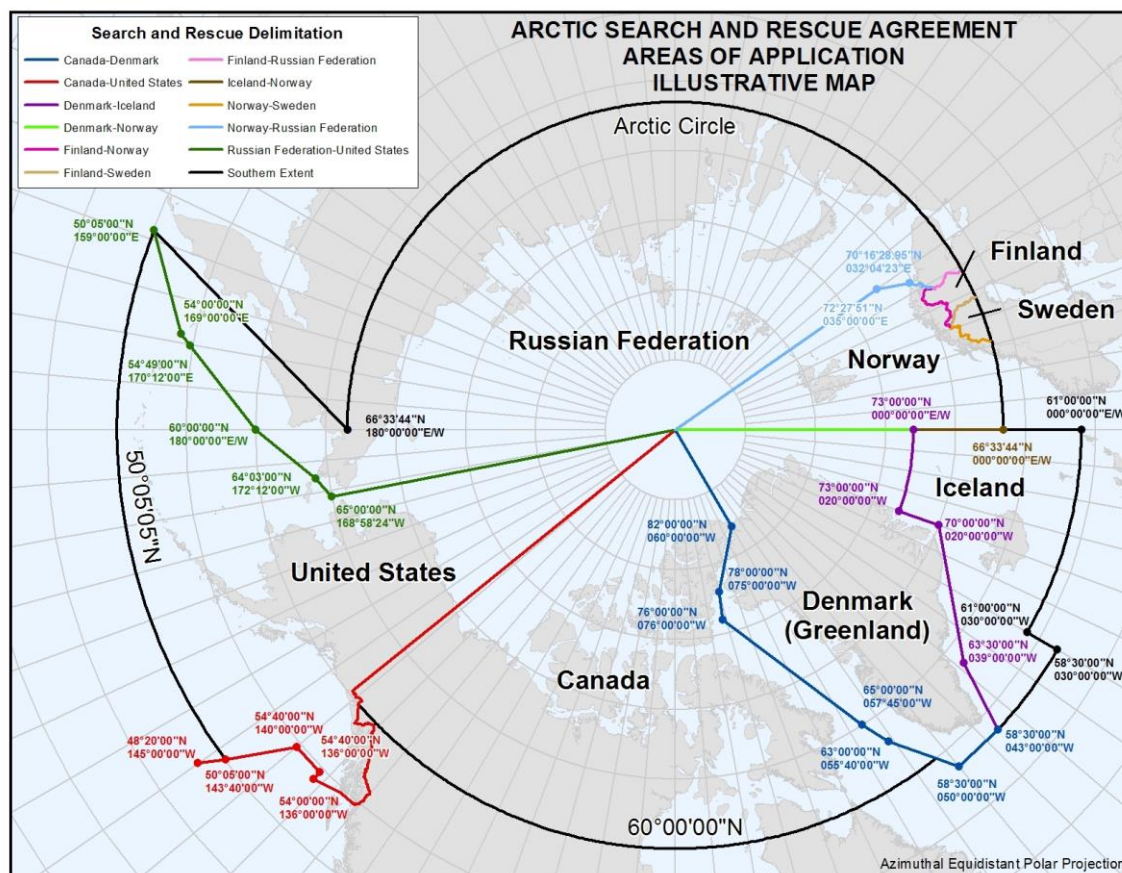 ARCTIC SEARCH AND RESCUE AGREEMENT
AREAS OF APPLICATION
ILLUSTRATIVE MAP
Search and Rescue Delimitation
Canada-Denmark
Canada-United States
Denmark-Iceland
Denmark-Norway
Finland-Norway
Finland-Sweden
Finland-Russian Federation
Iceland-Norway
Norway-Sweden
Norway-Russian Federation
Russian Federation-United States
Southern Extent
Arctic Circle
50°05'00"N
159°00'00"E
54°00'00"N
169°00'00"E
54°49'00"N
170°12'00"E
60°00'00"N
180°00'00"E/W
64°03'00"N
172°12'00"W
65°00'00"N
168°58'24"W
66°33'44"N
180°00'00"E/W
50°05'05"N
Russian Federation
70°16'28.95"N
032°04'23"E
72°27'51"N
035°00'00"E
Finland
Sweden
Norway
73°00'00"N
000°00'00"E/W
61°00'00"N
000°00'00"E/W
66°33'44"N
000°00'00"E/W
Iceland
73°00'00"N
020°00'00"W
70°00'00"N
020°00'00"W
82°00'00"N
060°00'00"W
78°00'00"N
075°00'00"W
76°00'00"N
076°00'00"W
United States
Denmark
(Greenland)
61°00'00"N
030°00'00"W
58°30'00"N
030°00'00"W
63°30'00"N
039°00'00"W
Canada
65°00'00"N
057°45'00"W
63°00'00"N
055°40'00"W
58°30'00"N
043°00'00"W
58°30'00"N
050°00'00"W
54°40'00"N
140°00'00"W
54°40'00"N
136°00'00"W
48°20'00"N
145°00'00"W
50°05'00"N
143°40'00"W
54°00'00"N
136°00'00"W
60°00'00"N
Azimuthal Equidistant Polar Projection